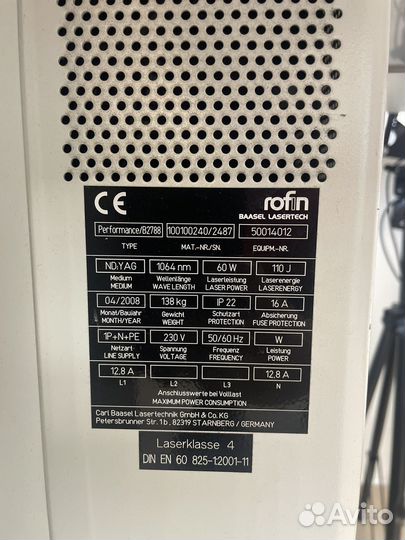 CE
rofin
BAASEL LASERTECH
Performance/82788 100100240/2487 50014012
TYPE MAT.-NR/SN. EQUIPM.-NR.
ND:YAG 1064 nm 60 W 110 J
Medium Wellenlänge Laserleistung Laserenergie
MEDIUM WAVE LENGTH LASER POWER LASERENERGY
04/2008 138 kg IP 22 16 A
Monat/Baujahr Gewicht Schutzart Absicherung
MONTH/YEAR WEIGHT PROTECTION FUSE PROTECTION
1P+N+PE 230 V 50/60 Hz W
Netzart Spannung Frequenz Leistung
LINE SUPPLY VOLTAGE FREQUENCY POWER
12,8 A 12,8 A
L1 L2 L3 N
Anschlusswerte bei Volllast
MAXIMUM POWER CONSUMPTION
Carl Baasel Lasertechnik GmbH & Co. KG
Petersbrunner Str. 1b, 82319 STARNBERG / GERMANY
Laserklasse 4
DIN EN 60 825-1:2001-11
Avito